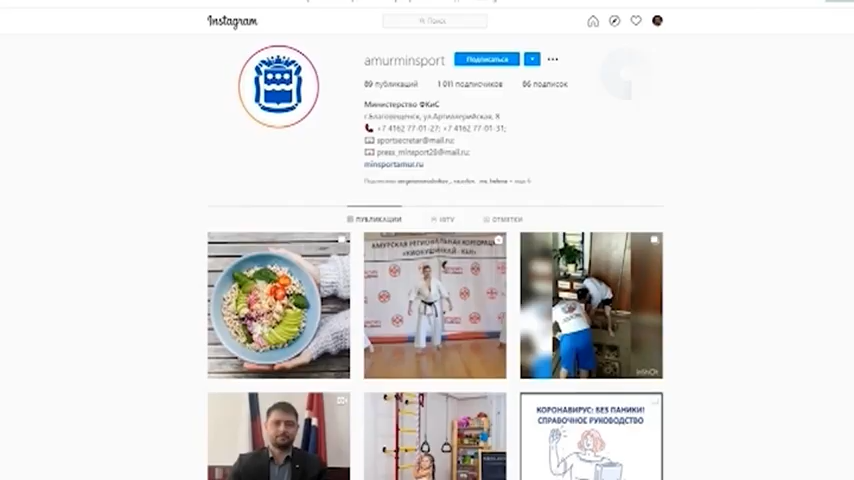 Instagram
Поиск
amurminsport
Подписаться
89 публикаций 1 011 подписчиков 86 подписок
Министерство ФКиС
г.Благовещенск, ул.Артиллерийская, 8
+7 4162 77-01-27; +7 4162 77-01-31;
sportsecretar@mail.ru;
press_minsport28@mail.ru;
minsportamur.ru
ПУБЛИКАЦИИ IGTV ОТМЕТКИ
АМУРСКАЯ РЕГИОНАЛЬНАЯ
КОРОНАВИРУС: БЕЗ ПАНИКИ!
СПРАВОЧНОЕ РУКОВОДСТВО